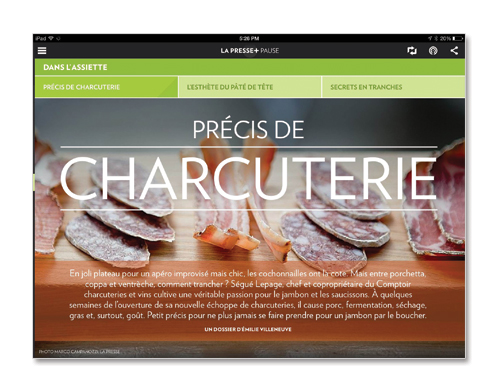 iPad
5:26 PM
20%
LA PRESSE+ PAUSE
DANS L'ASSIETTE
PRÉCIS DE CHARCUTERIE
L'ESTHÈTE DU PÂTÉ DE TÊTE
SECRETS EN TRANCHES
PRÉCIS DE
CHARCUTERIE
En joli plateau pour un apéro improvisé mais chic, les cochonnailles ont la cote. Mais entre porchetta,
coppa et ventrèche, comment trancher ? Ségué Lepage, chef et copropriétaire du Comptoir
charcuteries et vins cultive une véritable passion pour le jambon et les saucissons. À quelques
semaines de l'ouverture de sa nouvelle échoppe de charcuteries, il cause porc, fermentation, séchage,
gras et, surtout, goût. Petit précis pour ne plus jamais se faire prendre pour un jambon par le boucher.
UN DOSSIER D'ÉMILIE VILLENEUVE
PHOTO MARCO CAMPANOZZI, LA PRESSE